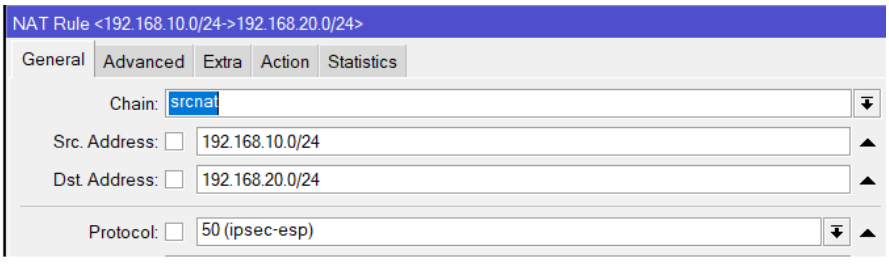 NAT Rule <192.168.10.0/24->192.168.20.0/24>
General Advanced Extra Action Statistics
Chain: srcnat
Src. Address: 192.168.10.0/24
Dst. Address: 192.168.20.0/24
Protocol: 50 (ipsec-esp)